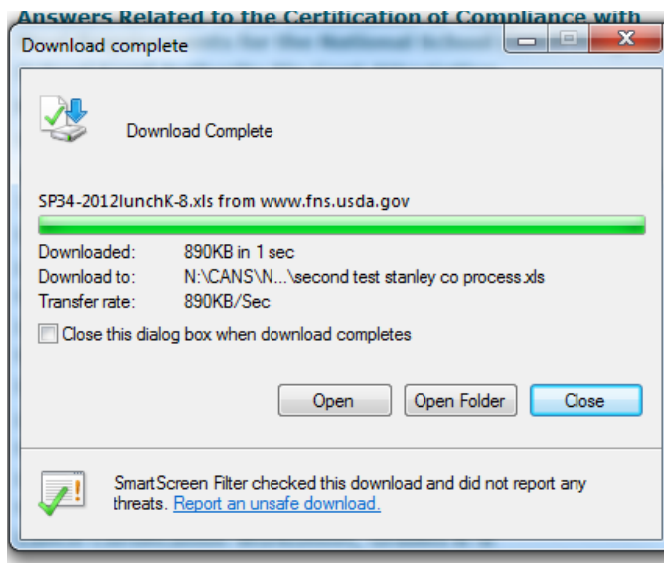 Answers Related to the Certification of Compliance with
Download complete
Download Complete
SP34-2012lunchK-8.xls from www.fns.usda.gov
Downloaded: 890KB in 1 sec
Download to: N:\CANS\N...\second test stanley co process.xls
Transfer rate: 890KB/Sec
Close this dialog box when download completes
Open Open Folder Close
SmartScreen Filter checked this download and did not report any
threats. Report an unsafe download.